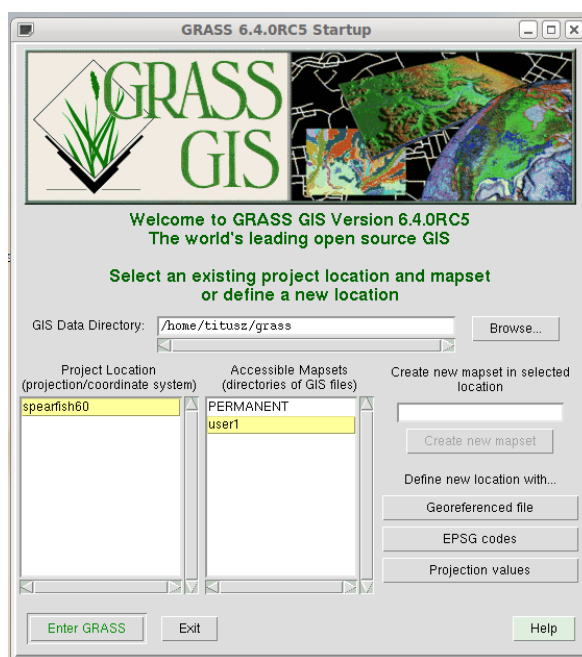 GRASS 6.4.0RC5 Startup
GRASS
GIS
Welcome to GRASS GIS Version 6.4.0RC5
The world's leading open source GIS
Select an existing project location and mapset
or define a new location
GIS Data Directory: /home/titusz/grass Browse...
Project Location
(projection/coordinate system)
Accessible Mapsets
(directories of GIS files)
Create new mapset in selected
location
spearfish60
PERMANENT
user1
Create new mapset
Define new location with...
Georeferenced file
EPSG codes
Projection values
Enter GRASS Exit Help